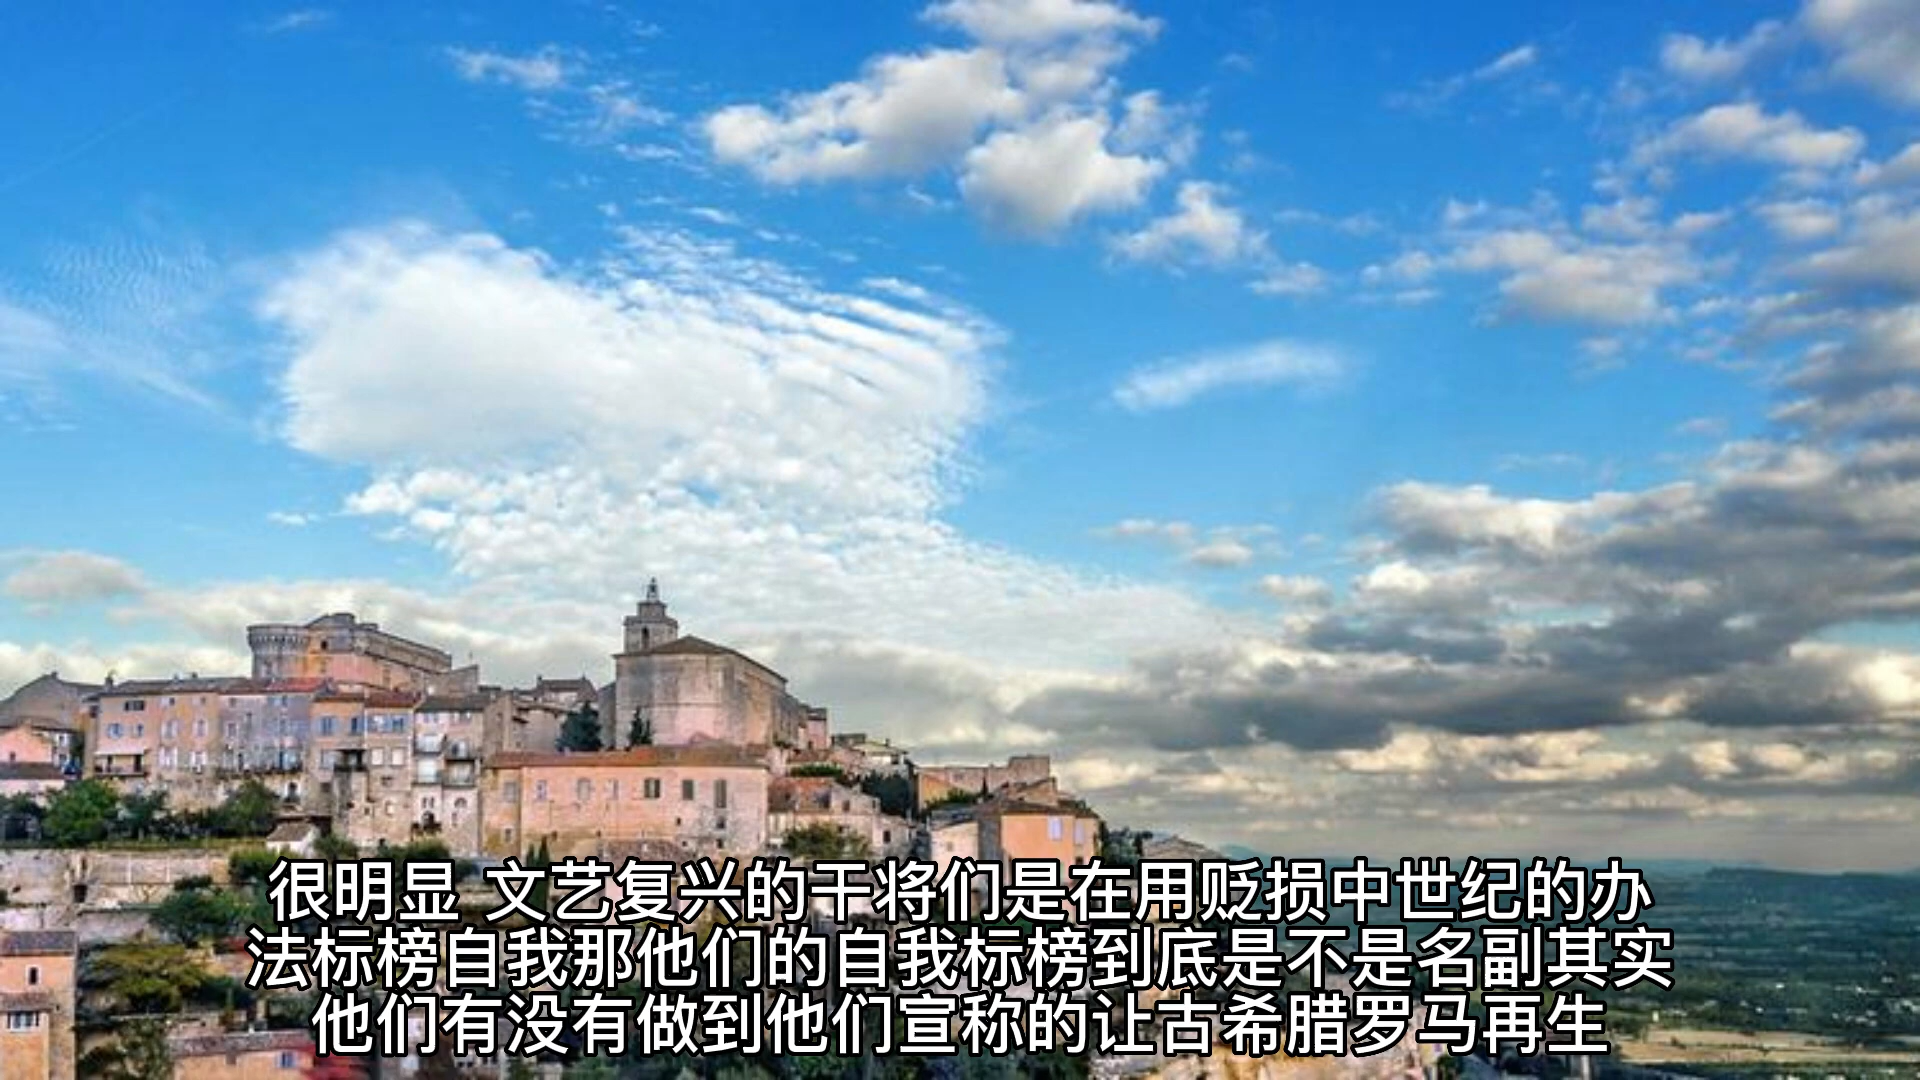 很明显 文艺复兴的干将们是在用贬损中世纪的办
法标榜自我那他们的自我标榜到底是不是名副其实
他们有没有做到他们宣称的让古希腊罗马再生